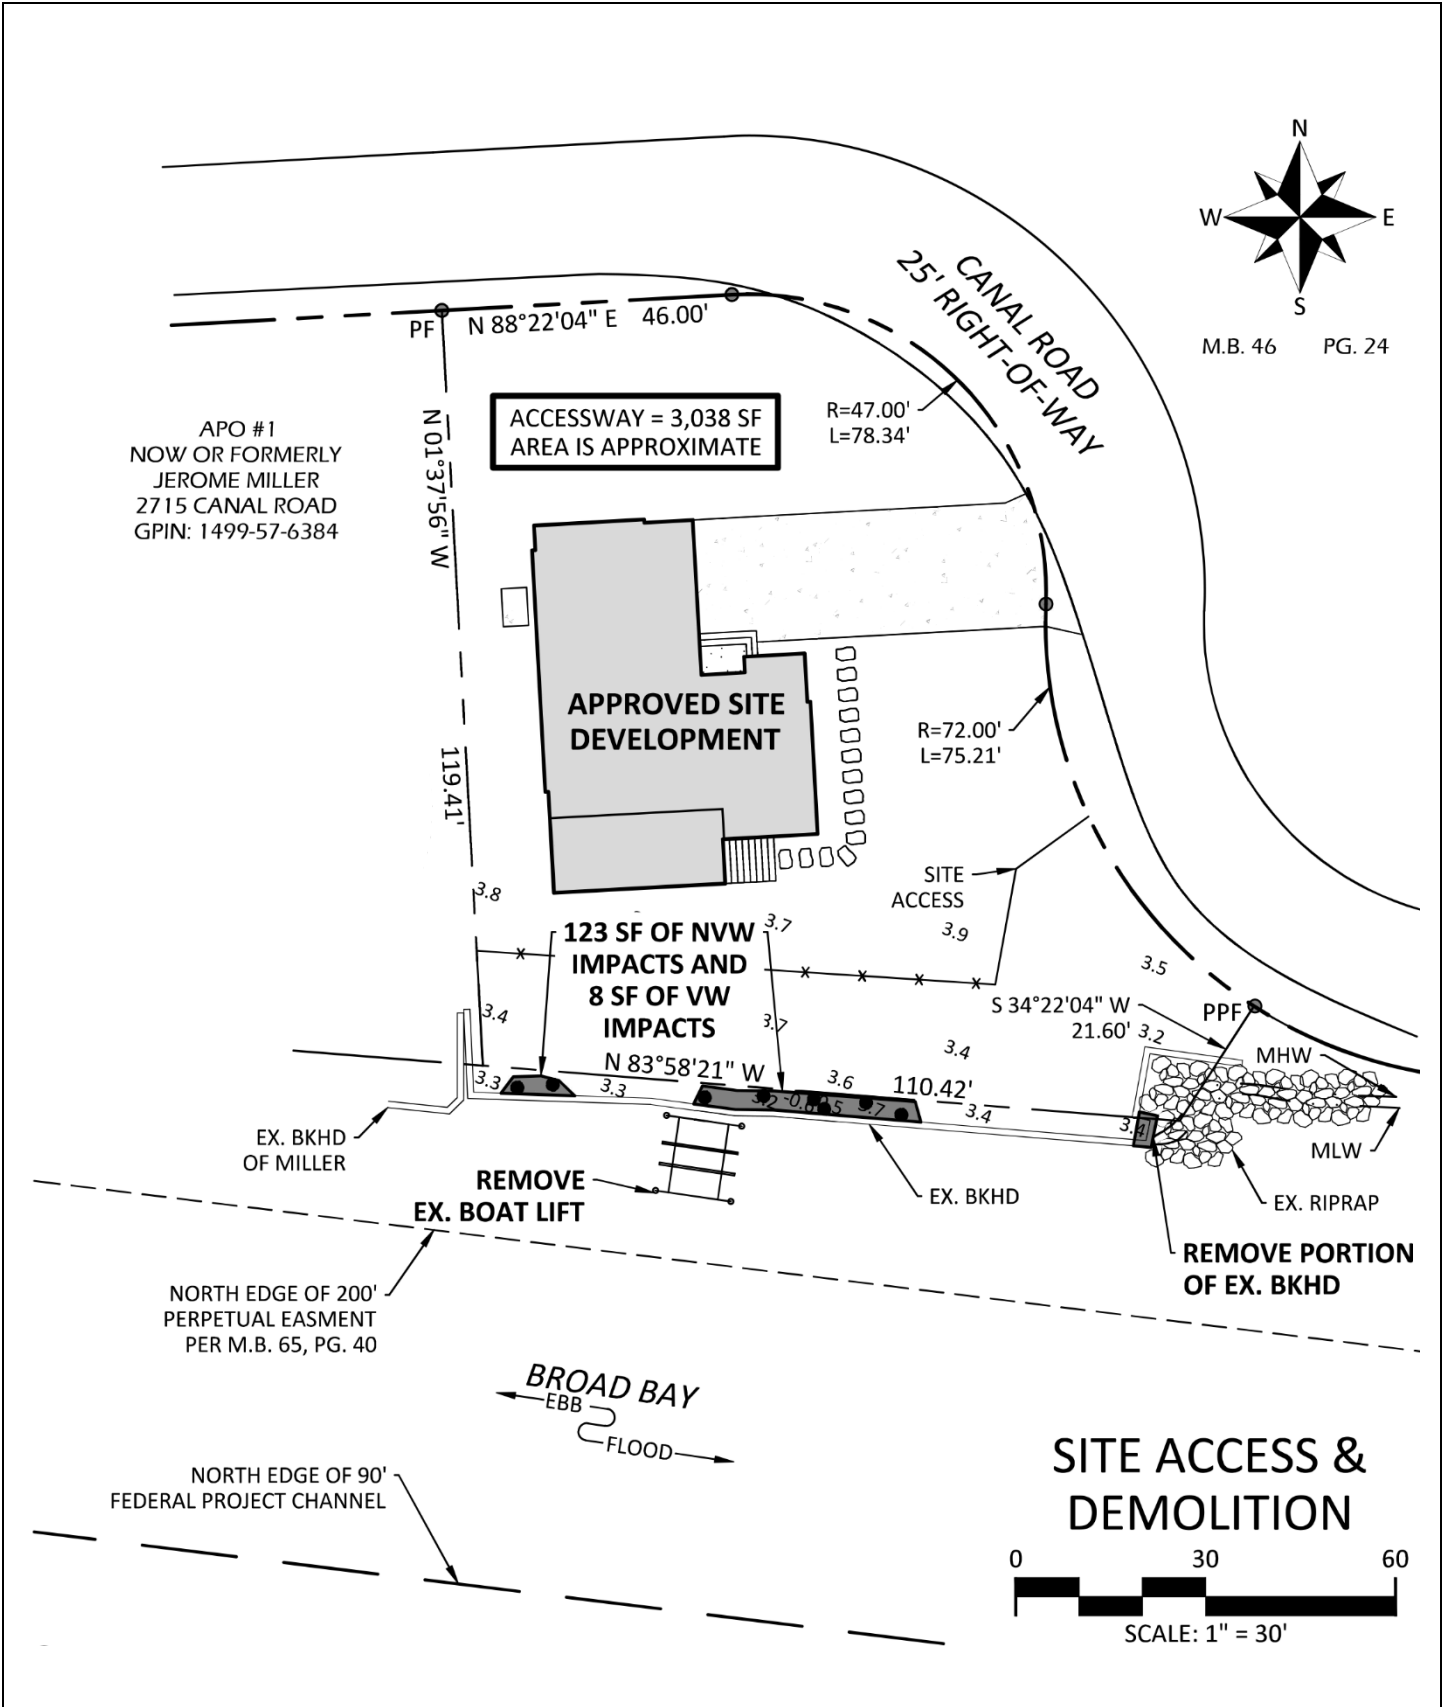 N
W
E
S
M.B. 46 PG. 24
CANAL ROAD
25' RIGHT-OF-WAY
PF
N 88°22'04" E 46.00'
ACCESSWAY = 3,038 SF
AREA IS APPROXIMATE
R=47.00'
L=78.34'
APO #1
NOW OR FORMERLY
JEROME MILLER
2715 CANAL ROAD
GPIN: 1499-57-6384
N 01°37'56" W
119.41'
APPROVED SITE
DEVELOPMENT
R=72.00'
L=75.21'
SITE
ACCESS
3.8
3.7
3.9
3.5
123 SF OF NVW
IMPACTS AND
8 SF OF VW
IMPACTS
3.4
3.7
3.4
S 34°22'04" W
21.60'
PPF
3.2
MHW
N 83°58'21" W
110.42'
3.3
3.3
3.6
3.2
3.7
3.4
3.4
MLW
EX. BKHD
OF MILLER
REMOVE
EX. BOAT LIFT
EX. BKHD
EX. RIPRAP
REMOVE PORTION
OF EX. BKHD
NORTH EDGE OF 200'
PERPETUAL EASMENT
PER M.B. 65, PG. 40
BROAD BAY
EBB
FLOOD
NORTH EDGE OF 90'
FEDERAL PROJECT CHANNEL
SITE ACCESS &
DEMOLITION
0 30 60
SCALE: 1" = 30'